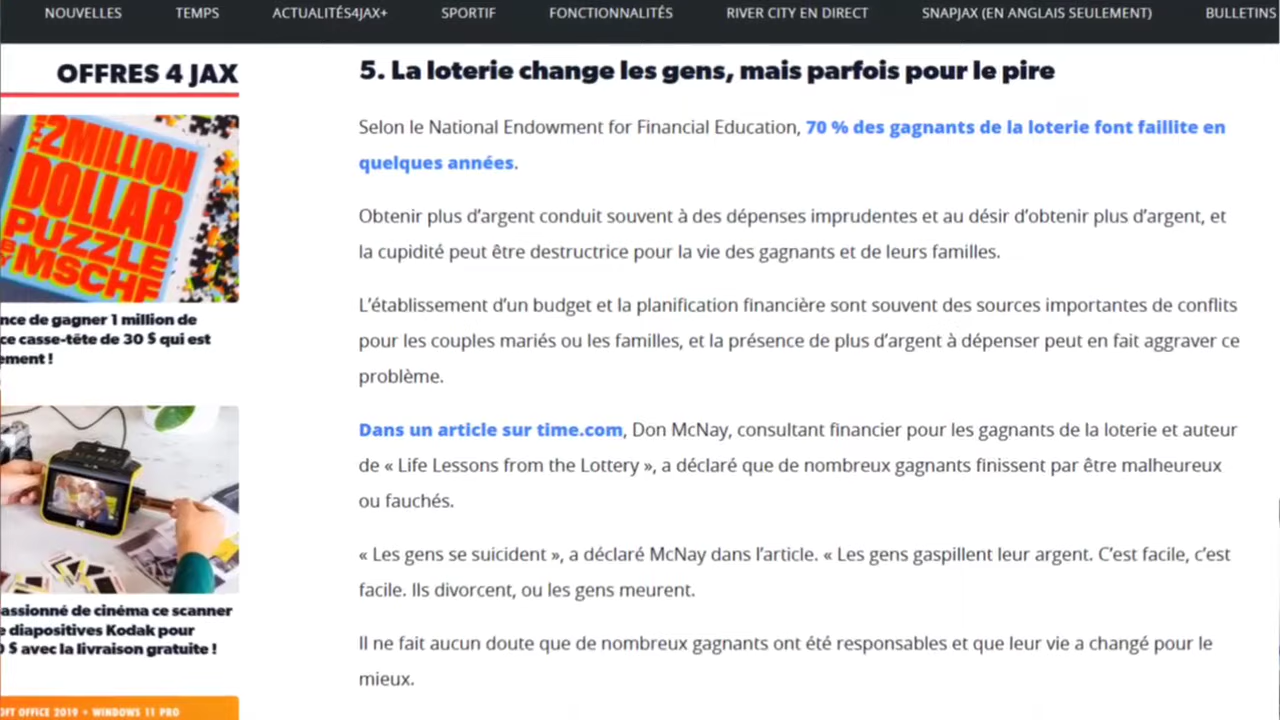 NOUVELLES TEMPS ACTUALITÉS4JAX+ SPORTIF FONCTIONNALITÉS RIVER CITY EN DIRECT SNAPJAX (EN ANGLAIS SEULEMENT) BULLETINS
OFFRES 4 JAX
2 MILLION
DOLLAR
PUZZLE
BY MSCHF
nce de gagner 1 million de
ce casse-tête de 30 $ qui est
ement !
assionné de cinéma ce scanner
e diapositives Kodak pour
0 $ avec la livraison gratuite !
OFT OFFICE 2019 + WINDOWS 11 PRO
5. La loterie change les gens, mais parfois pour le pire
Selon le National Endowment for Financial Education, 70 % des gagnants de la loterie font faillite en
quelques années.
Obtenir plus d’argent conduit souvent à des dépenses imprudentes et au désir d’obtenir plus d’argent, et
la cupidité peut être destructrice pour la vie des gagnants et de leurs familles.
L’établissement d’un budget et la planification financière sont souvent des sources importantes de conflits
pour les couples mariés ou les familles, et la présence de plus d’argent à dépenser peut en fait aggraver ce
problème.
Dans un article sur time.com, Don McNay, consultant financier pour les gagnants de la loterie et auteur
de « Life Lessons from the Lottery », a déclaré que de nombreux gagnants finissent par être malheureux
ou fauchés.
« Les gens se suicident », a déclaré McNay dans l’article. « Les gens gaspillent leur argent. C’est facile, c’est
facile. Ils divorcent, ou les gens meurent.
Il ne fait aucun doute que de nombreux gagnants ont été responsables et que leur vie a changé pour le
mieux.